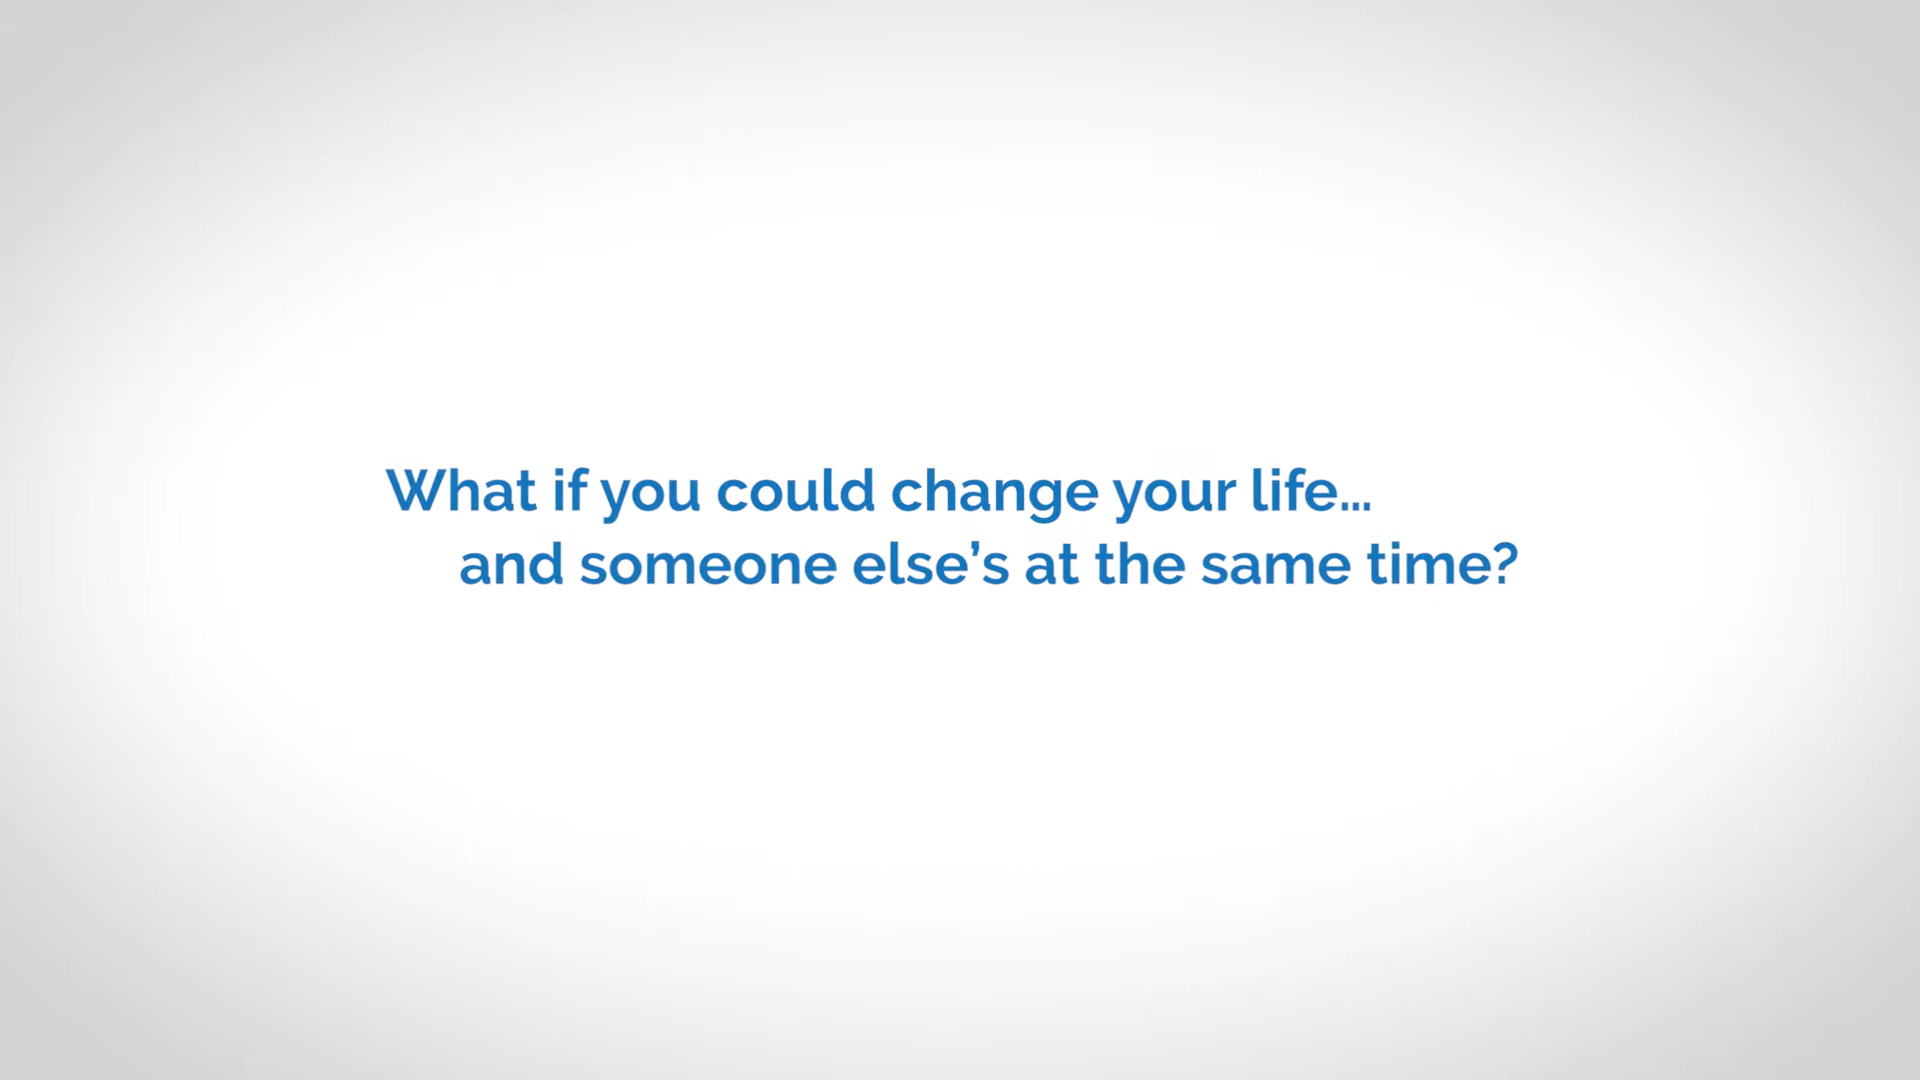 What if you could change your life...
and someone else’s at the same time?